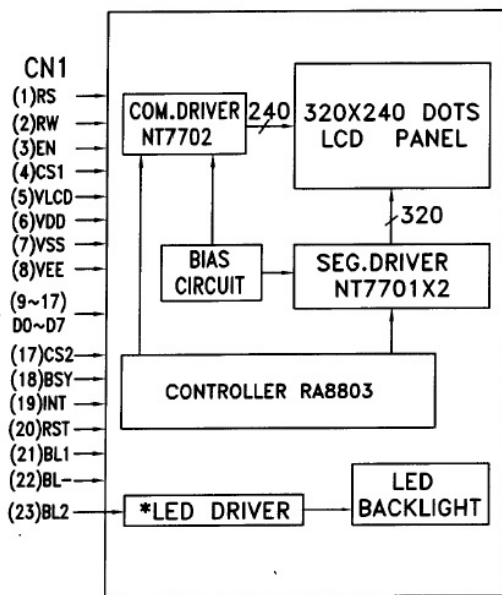 CN1
(1)RS
(2)RW
(3)EN
(4)CS1
(5)VLCD
(6)VDD
(7)VSS
(8)VEE
(9~17)
D0~D7
(17)CS2
(18)BSY
(19)INT
(20)RST
(21)BL1
(22)BL-
(23)BL2
COM.DRIVER
NT7702
240
320X240 DOTS
LCD PANEL
320
BIAS
CIRCUIT
SEG.DRIVER
NT7701X2
CONTROLLER RA8803
*LED DRIVER
LED
BACKLIGHT